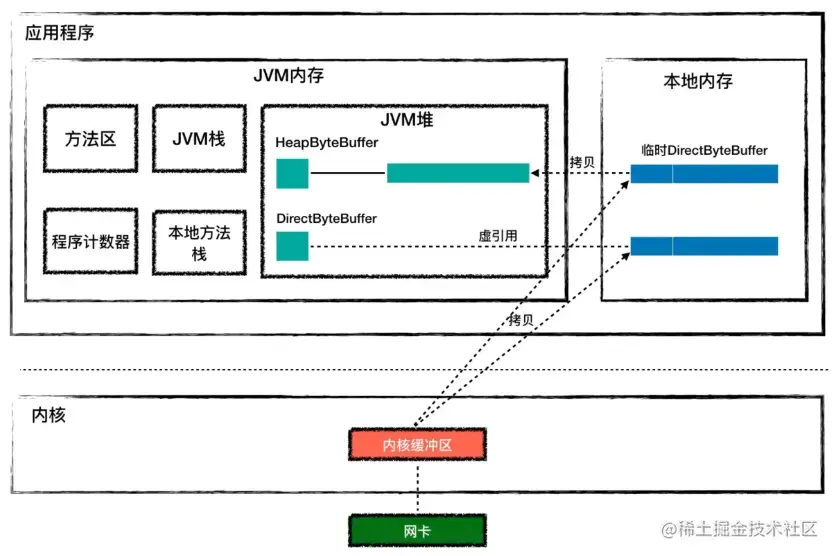 应用程序
JVM内存
本地内存
方法区
JVM栈
JVM堆
HeapByteBuffer
拷贝
临时DirectByteBuffer
程序计数器
本地方法
栈
DirectByteBuffer
虚引用
拷贝
内核
内核缓冲区
网卡
@稀土掘金技术社区